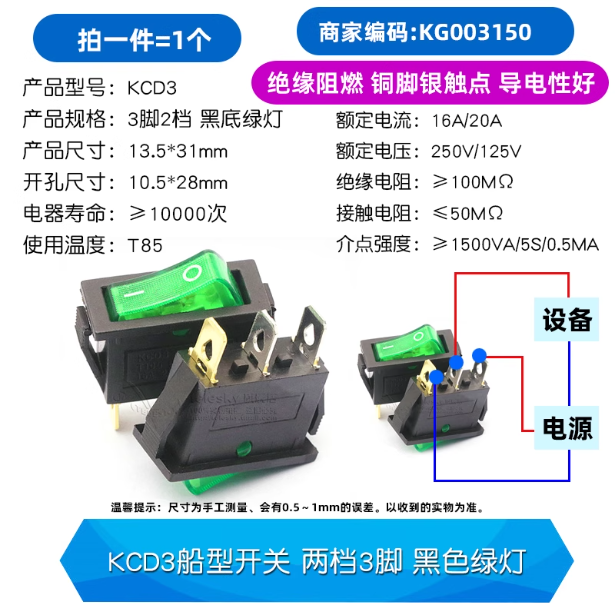 拍一件=1个
商家编码:KG003150
绝缘阻燃 铜脚银触点 导电性好
产品型号: KCD3
产品规格: 3脚2档 黑底绿灯
产品尺寸: 13.5*31mm
开孔尺寸: 10.5*28mm
电器寿命: ≥10000次
使用温度: T85
额定电流: 16A/20A
额定电压: 250V/125V
绝缘电阻: ≥100MΩ
接触电阻: ≤50MΩ
介点强度: ≥1500VA/5S/0.5MA
设备
电源
温馨提示: 尺寸为手工测量、会有0.5~1mm的误差。以收到的实物为准。
KCD3船型开关 两档3脚 黑色绿灯